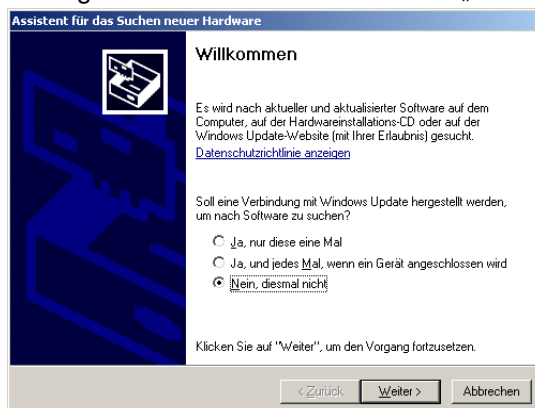 Assistent für das Suchen neuer Hardware
Willkommen
Es wird nach aktueller und aktualisierter Software auf dem
Computer, auf der Hardwareinstallations-CD oder auf der
Windows Update-Website (mit Ihrer Erlaubnis) gesucht.
Datenschutzrichtlinie anzeigen
Soll eine Verbindung mit Windows Update hergestellt werden,
um nach Software zu suchen?
Ja, nur diese eine Mal
Ja, und jedes Mal, wenn ein Gerät angeschlossen wird
Nein, diesmal nicht
Klicken Sie auf "Weiter", um den Vorgang fortzusetzen.
< Zurück Weiter > Abbrechen